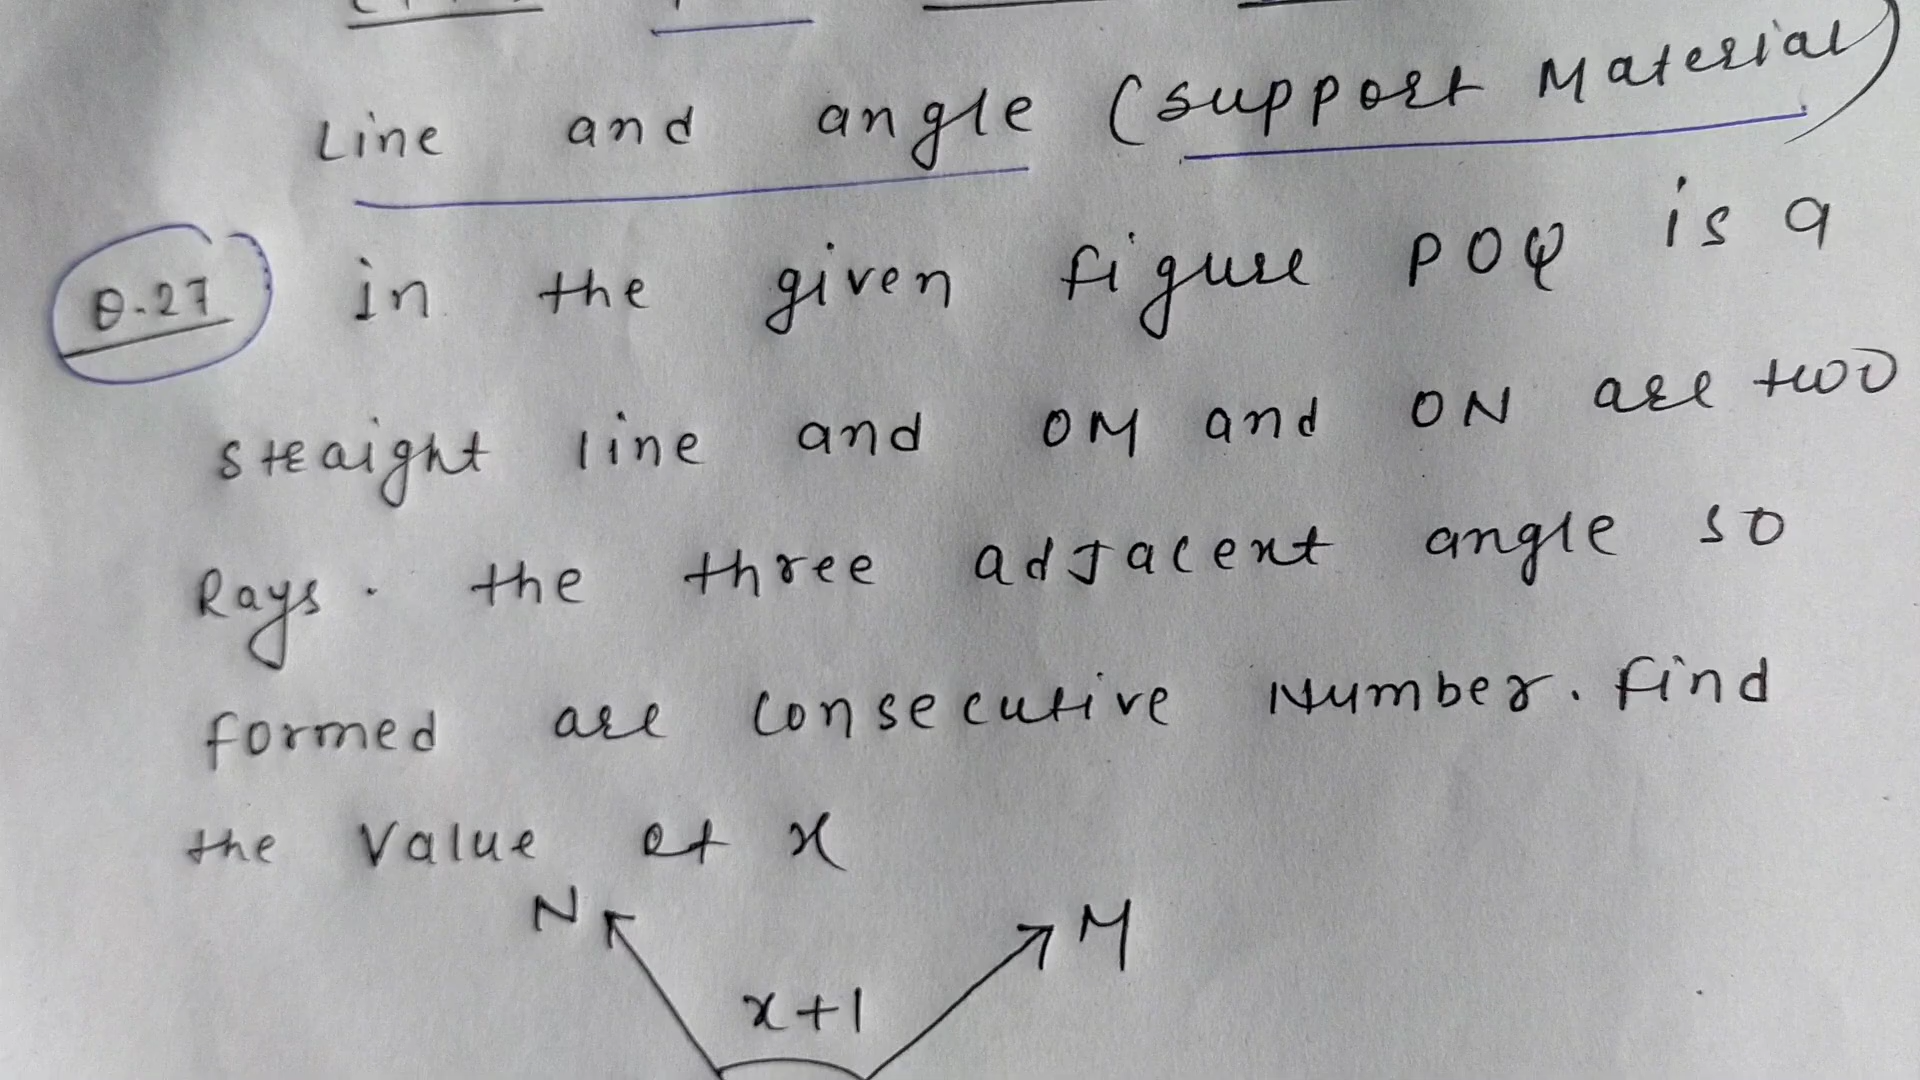 Line and angle (support Material)
Q.27 in the given figure POQ is a
straight line and OM and ON are two
Rays. the three adjacent angle so
formed are consecutive Number. find
the value of x
N M
x+1